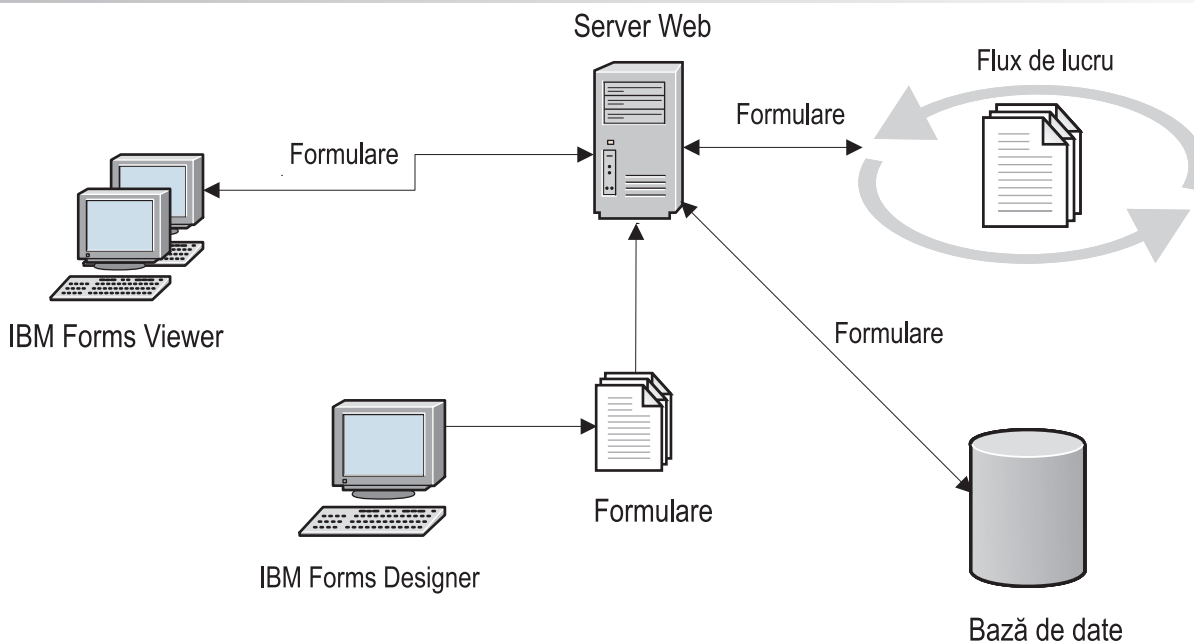 Server Web
Flux de lucru
Formulare
Formulare
IBM Forms Viewer
Formulare
Formulare
IBM Forms Designer
Bază de date